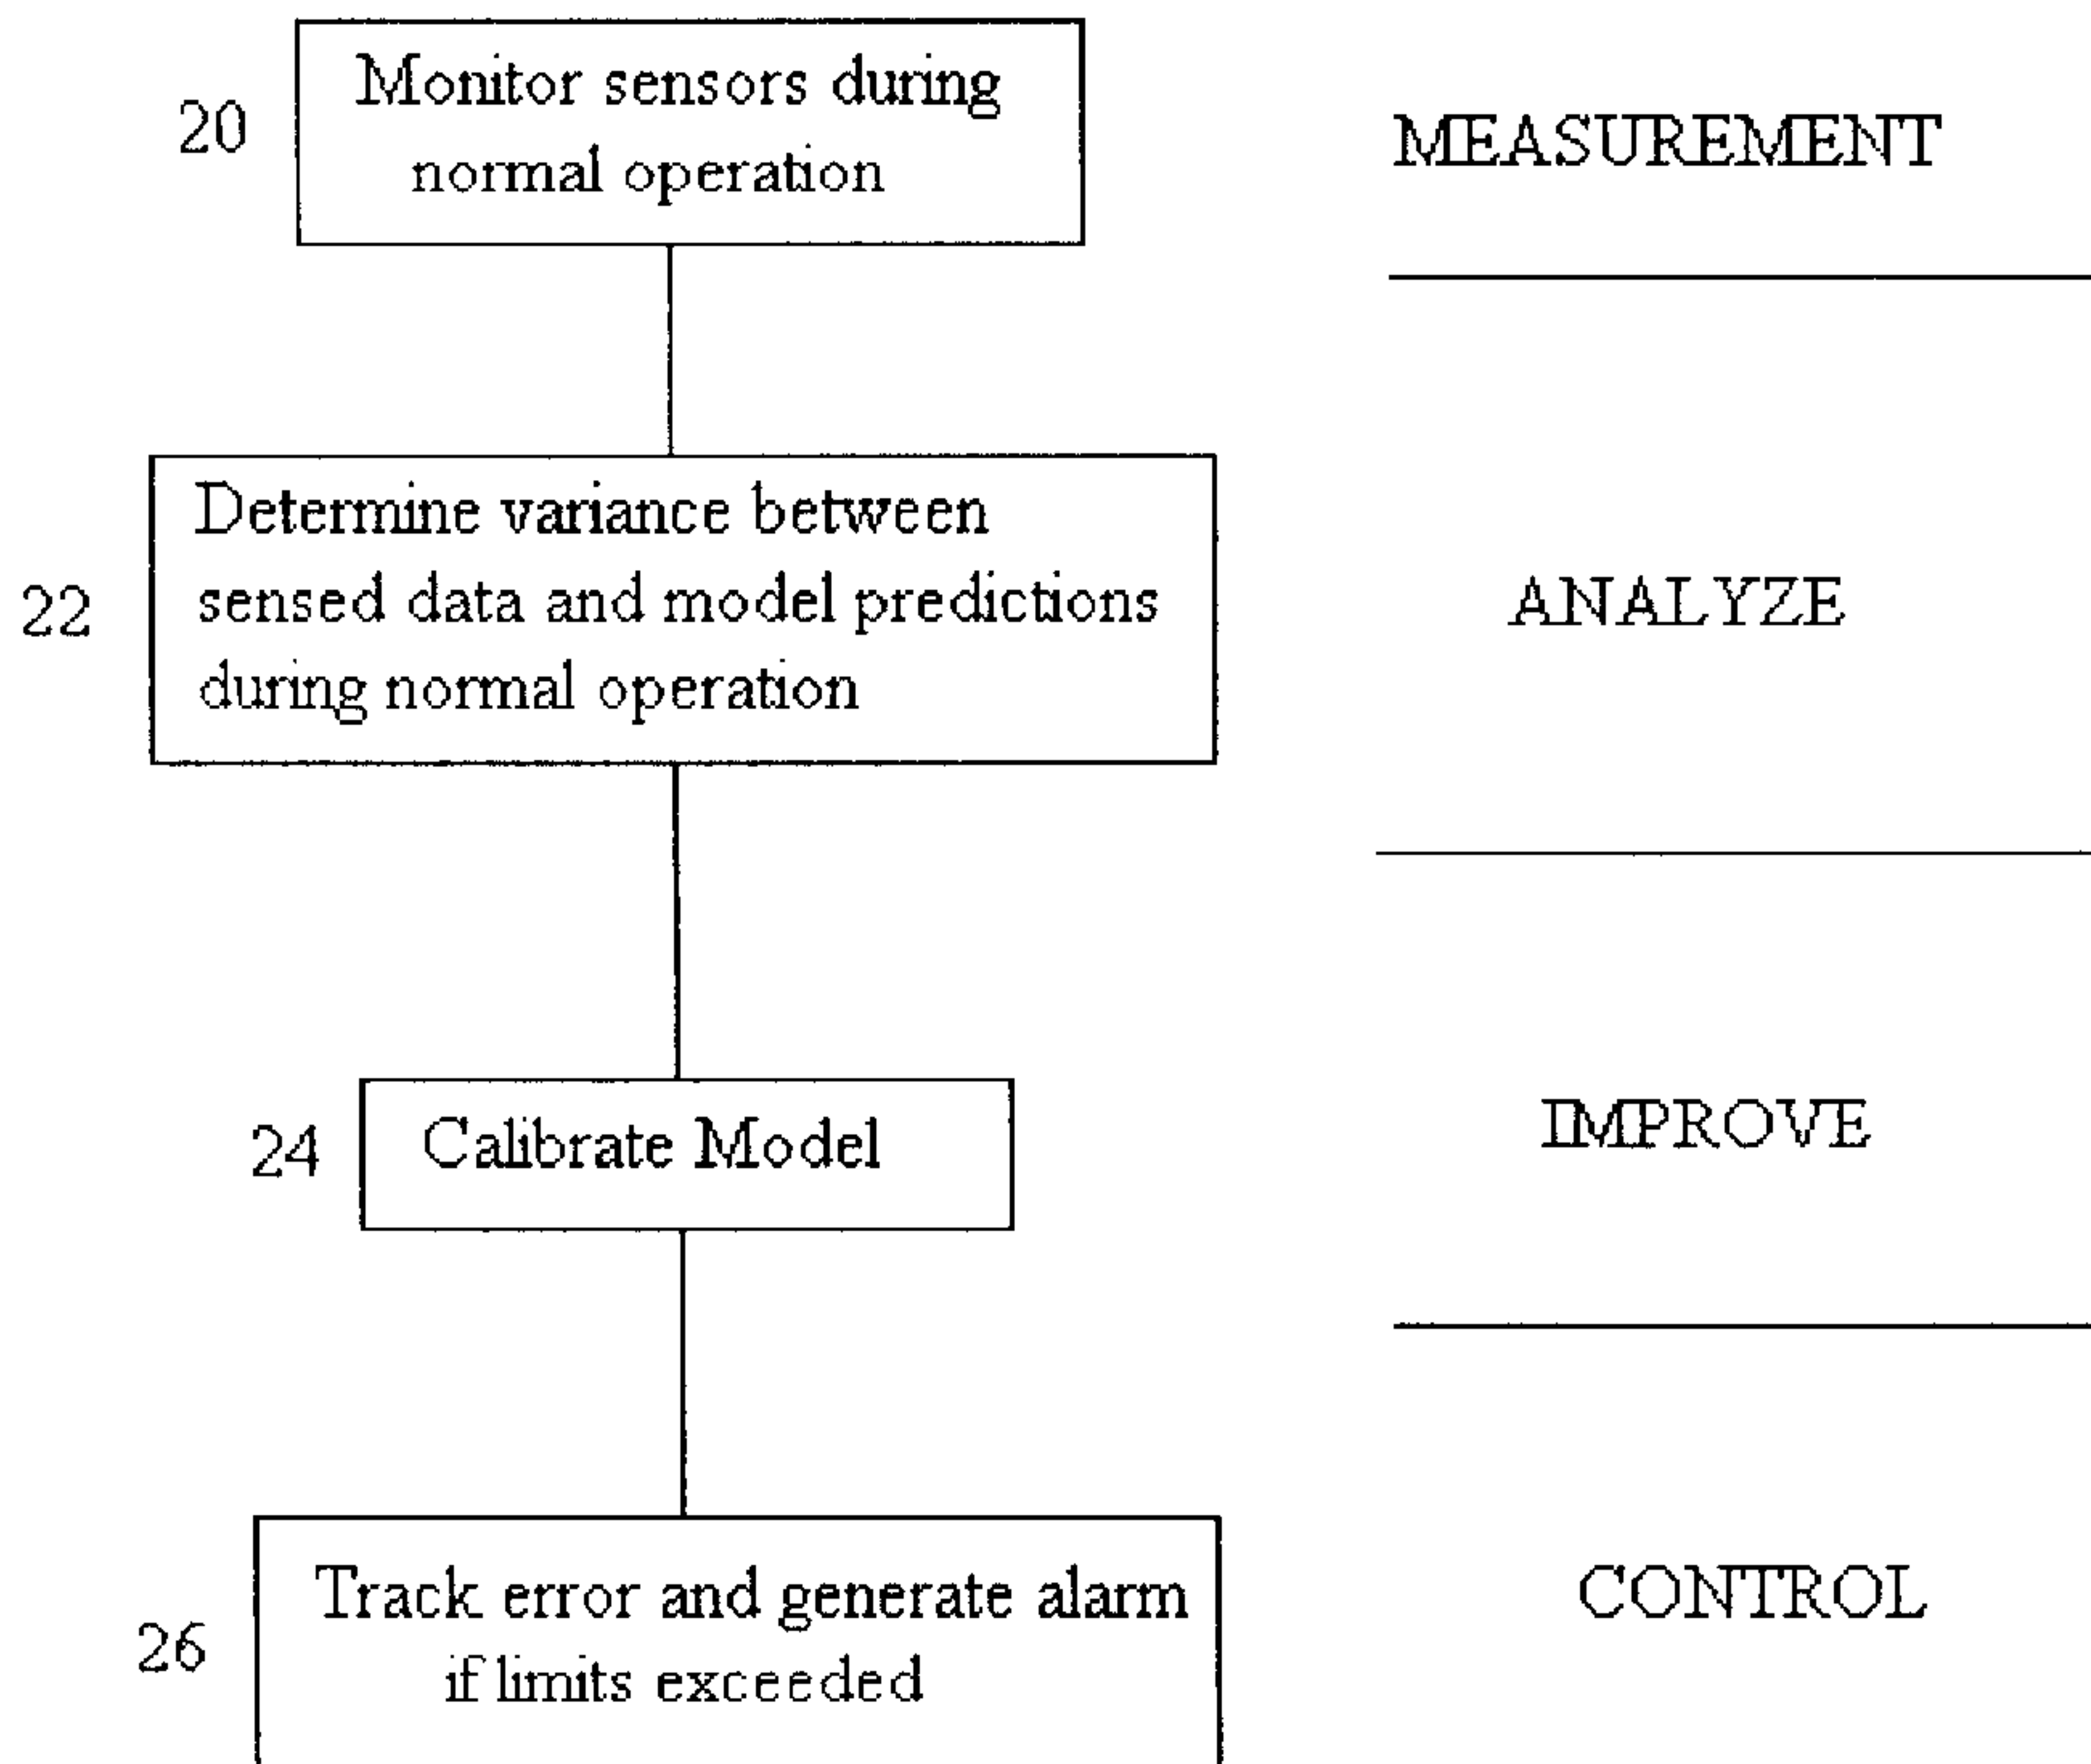 Monitor sensors during
normal operation
20
MEASUREMENT
Determine variance between
sensed data and model predictions
during normal operation
22
ANALYZE
Calibrate Model
24
IMPROVE
Track error and generate alarm
if limits exceeded
26
CONTROL